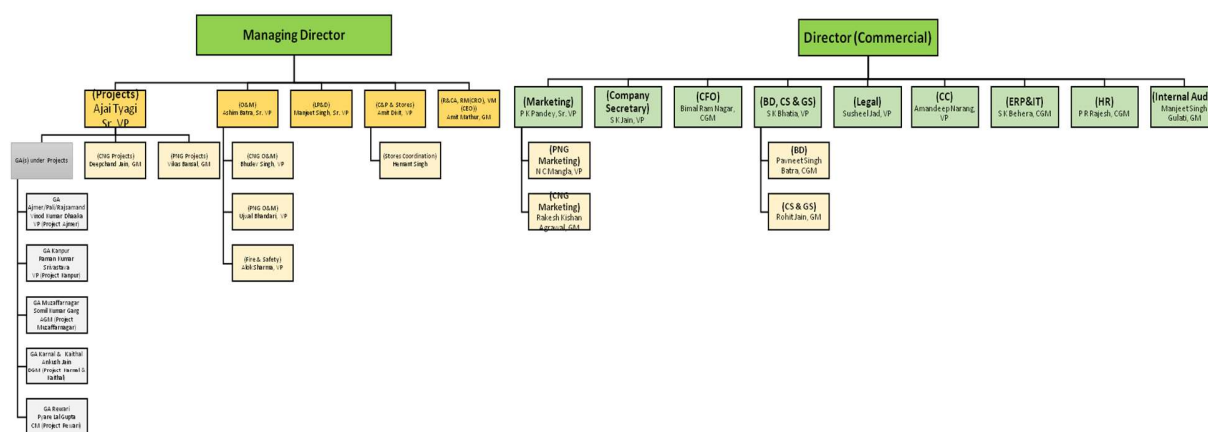 Managing Director
Director (Commercial)
(Projects)
Ajai Tyagi
Sr. VP
(O&M)
Ashim Batra, Sr. VP
(LP&D)
Manjeet Singh, Sr. VP
(C&P & Stores)
Amit Dixit, VP
(R&CA, RM(CRO), VM
(CEO))
Amit Mathur, GM
(Marketing)
P K Pandey, Sr. VP
(Company
Secretary)
S K Jain, VP
(CFO)
Bimal Ram Nagar,
CGM
(BD, CS & GS)
S K Bhatia, VP
(Legal)
Susheel Jad, VP
(CC)
Amandeep Narang,
VP
(ERP&IT)
S K Behera, CGM
(HR)
P R Rajesh, CGM
(Internal Aud
Manjeet Singh
Gulati, GM
GA(s) under Projects
(CNG Projects)
Deepchand Jain, GM
(PNG Projects)
Vikas Bansal, GM
(CNG O&M)
Bhudev Singh, VP
(Stores Coordination)
Hemant Singh
(PNG Marketing)
N C Mangla, VP
(BD)
Pavneet Singh
Batra, CGM
GA
Ajmer/Pali/Rajsamand
Vinod Kumar Dhaaka
VP (Project Ajmer)
(PNG O&M)
Ujwal Bhandari, VP
(CNG
Marketing)
Rakesh Kishan
Agrawal, GM
(CS & GS)
Rohit Jain, GM
GA Kanpur
Raman Kumar
Srivastava
VP (Project Kanpur)
(Fire & Safety)
Alok Sharma, VP
GA Muzaffarnagar
Somil Kumar Garg
AGM (Project
Muzaffarnagar)
GA Karnal & Kaithal
Ankush Jain
DGM (Project Karnal &
Kaithal)
GA Rewari
Pyare Lal Gupta
CM (Project Rewari)